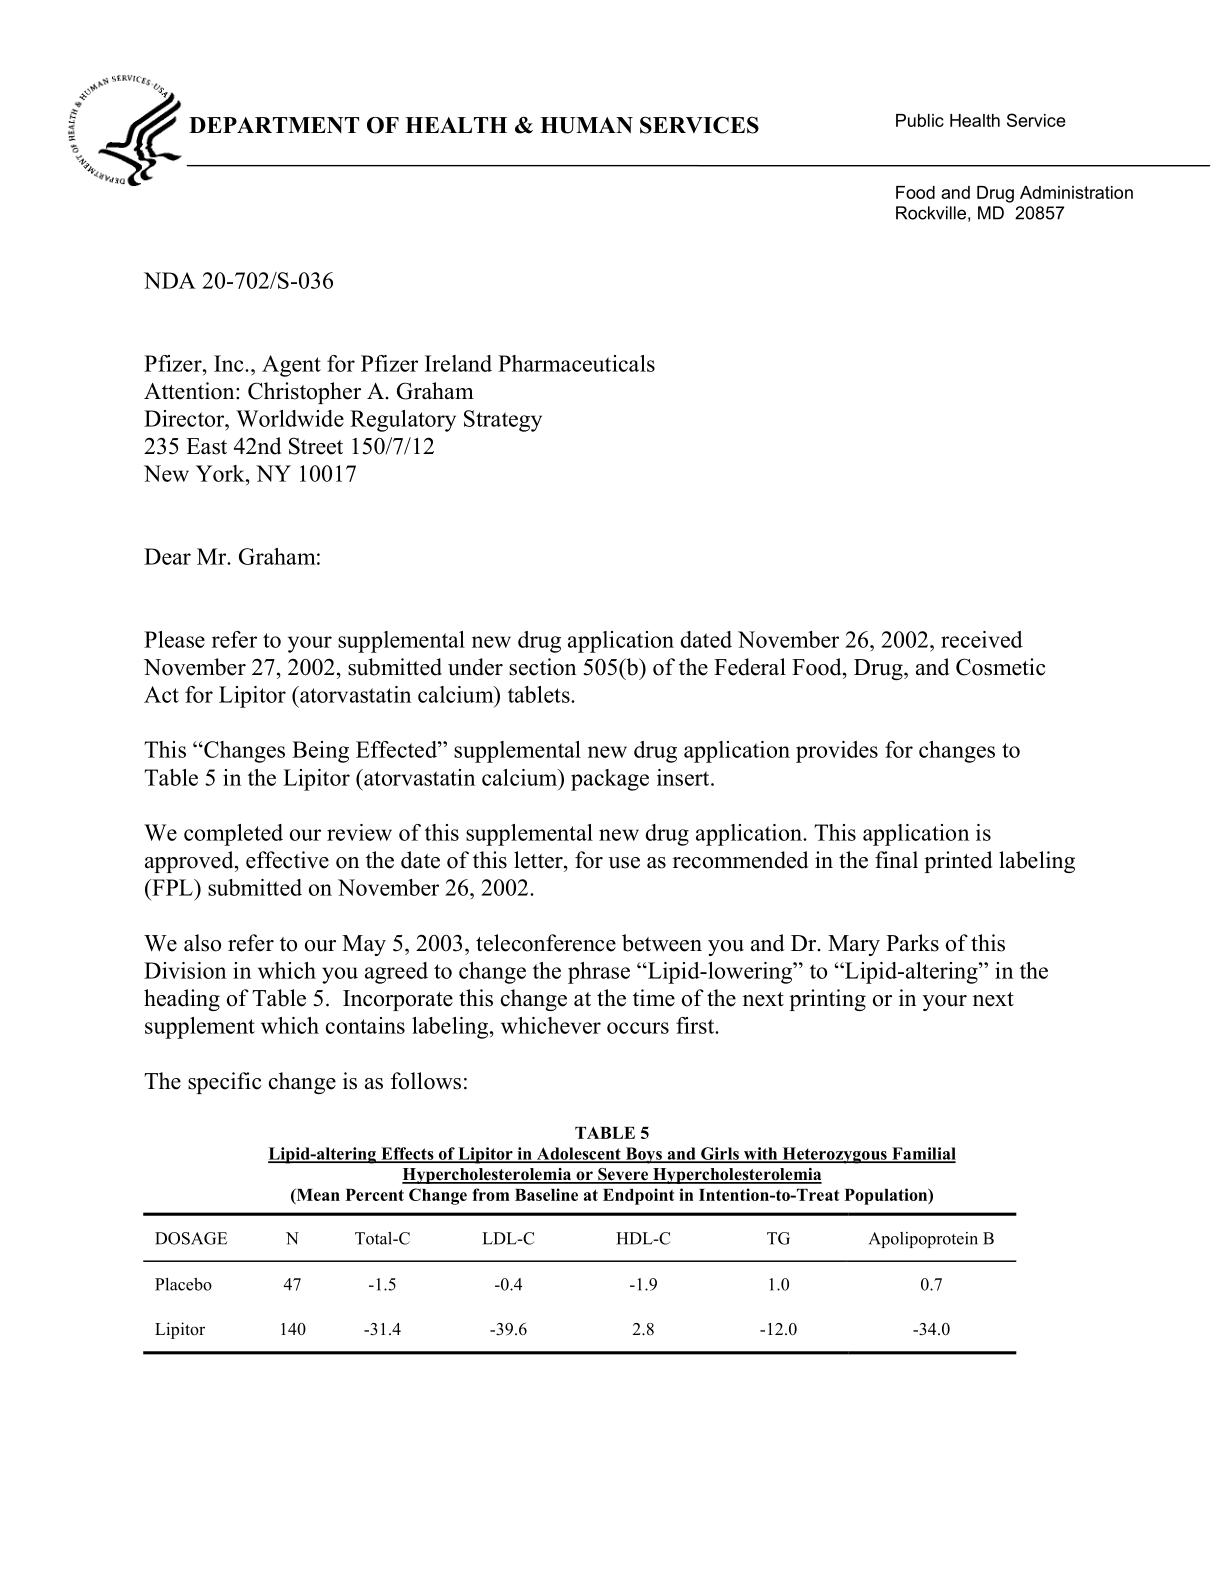 DEPARTMENT OF HEALTH & HUMAN SERVICES·USA
DEPARTMENT OF HEALTH & HUMAN SERVICES
Public Health Service
Food and Drug Administration
Rockville, MD  20857
NDA 20-702/S-036
Pfizer, Inc., Agent for Pfizer Ireland Pharmaceuticals
Attention: Christopher A. Graham
Director, Worldwide Regulatory Strategy
235 East 42nd Street 150/7/12
New York, NY 10017
Dear Mr. Graham:
Please refer to your supplemental new drug application dated November 26, 2002, received
November 27, 2002, submitted under section 505(b) of the Federal Food, Drug, and Cosmetic
Act for Lipitor (atorvastatin calcium) tablets.
This “Changes Being Effected” supplemental new drug application provides for changes to
Table 5 in the Lipitor (atorvastatin calcium) package insert.
We completed our review of this supplemental new drug application. This application is
approved, effective on the date of this letter, for use as recommended in the final printed labeling
(FPL) submitted on November 26, 2002.
We also refer to our May 5, 2003, teleconference between you and Dr. Mary Parks of this
Division in which you agreed to change the phrase “Lipid-lowering” to “Lipid-altering” in the
heading of Table 5.  Incorporate this change at the time of the next printing or in your next
supplement which contains labeling, whichever occurs first.
The specific change is as follows:
TABLE 5
Lipid-altering Effects of Lipitor in Adolescent Boys and Girls with Heterozygous Familial
Hypercholesterolemia or Severe Hypercholesterolemia
(Mean Percent Change from Baseline at Endpoint in Intention-to-Treat Population)
DOSAGE N Total-C LDL-C HDL-C TG Apolipoprotein B
Placebo 47 -1.5 -0.4 -1.9 1.0 0.7
Lipitor 140 -31.4 -39.6 2.8 -12.0 -34.0